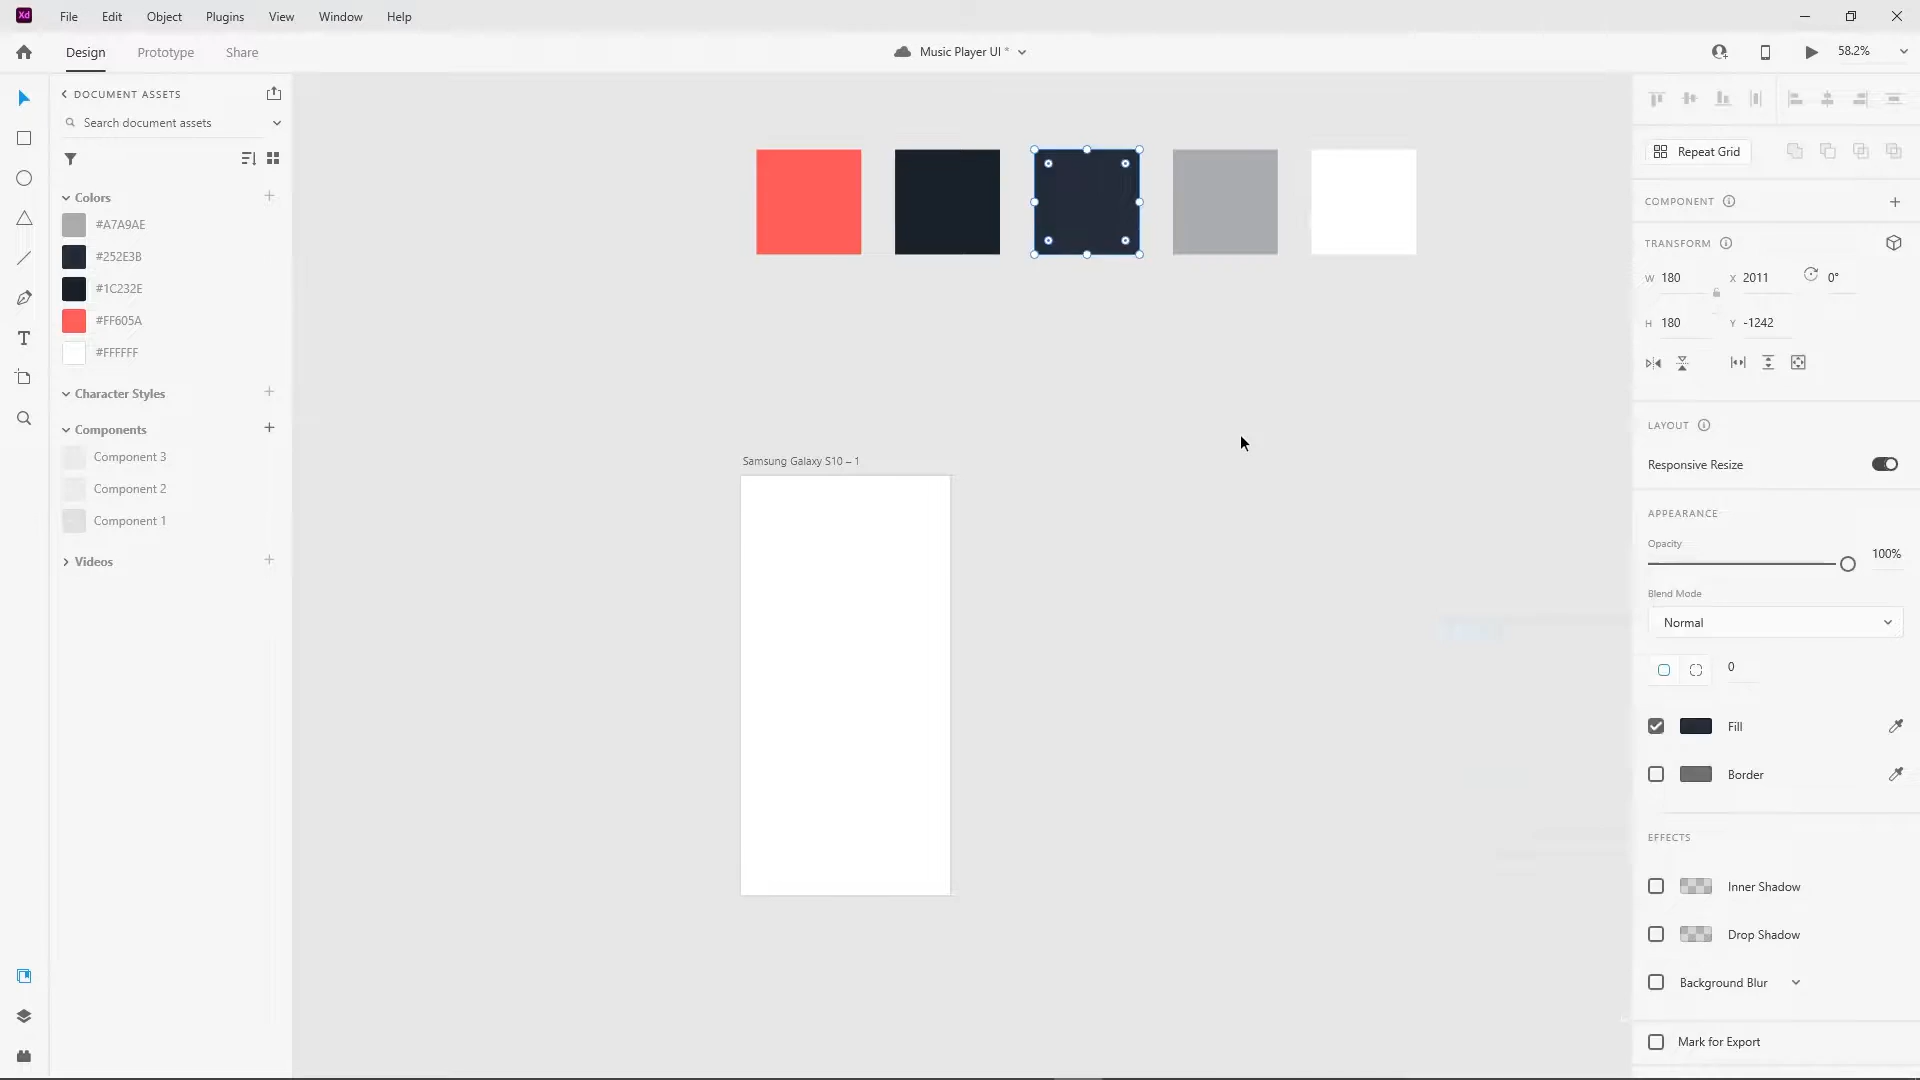 Xd File Edit Object Plugins View Window Help
Design Prototype Share Music Player UI * 58.2%
DOCUMENT ASSETS
Search document assets
Colors
#A7A9AE
#252E3B
#1C232E
#FF605A
#FFFFFF
Character Styles
Components
Component 3
Component 2
Component 1
Videos
Samsung Galaxy S10 – 1
Repeat Grid
COMPONENT
TRANSFORM
W 180 X 2011 0°
H 180 Y -1242
LAYOUT
Responsive Resize
APPEARANCE
Opacity
100%
Blend Mode
Normal
0
Fill
Border
EFFECTS
Inner Shadow
Drop Shadow
Background Blur
Mark for Export